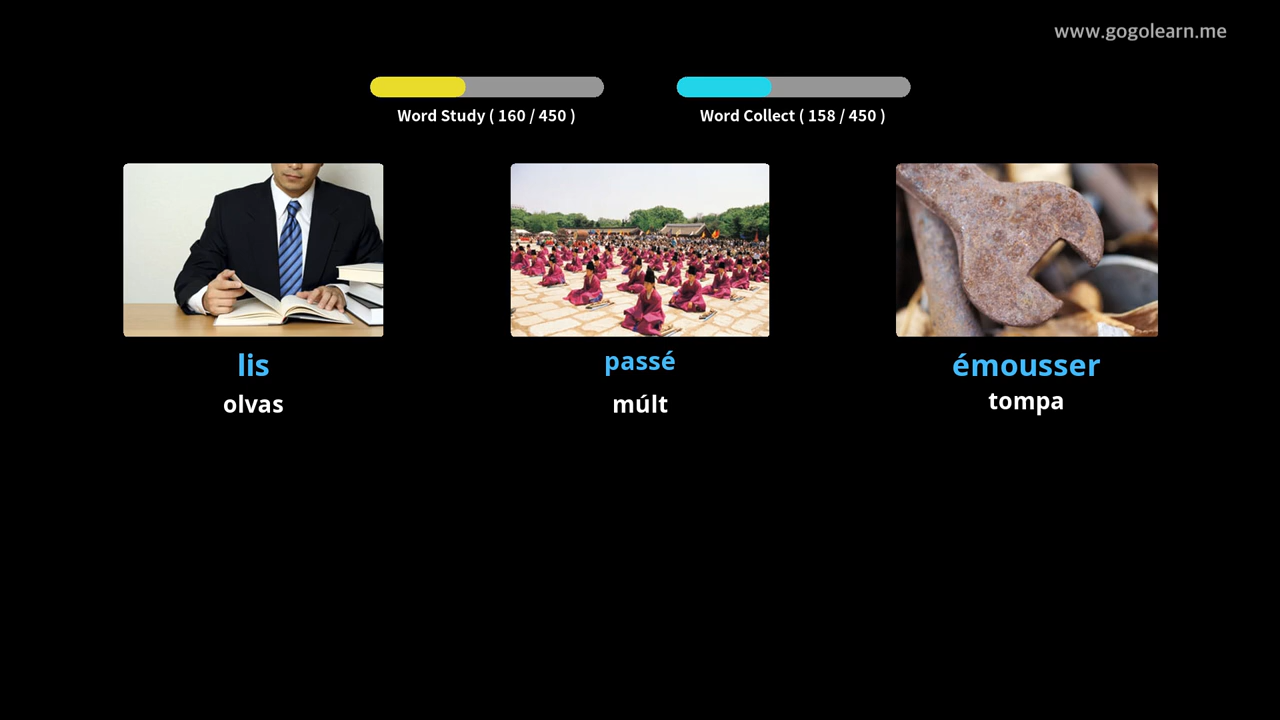 www.gogolearn.me
Word Study ( 160 / 450 )
Word Collect ( 158 / 450 )
lis
olvas
passé
múlt
émousser
tompa